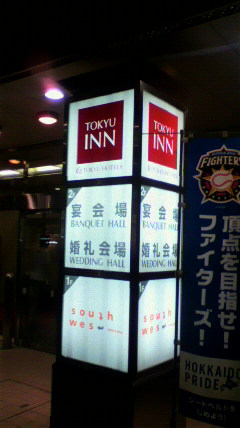 TOKYU
INN
宴会場
BANQUET HALL
婚礼会場
WEDDING HALL
south
west
TOKYU
INN
宴会場
BANQUET HALL
婚礼会場
WEDDING HALL
south
west
FIGHTERS
頂点を目指せ!
ファイターズ!
HOKKAIDO
PRIDE